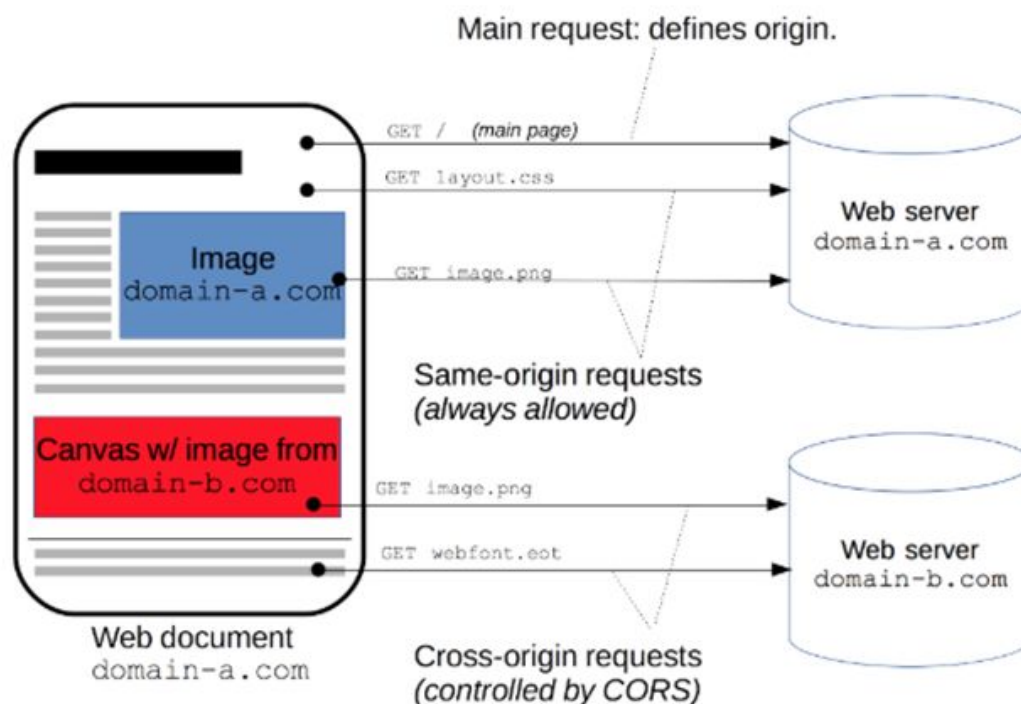 Main request: defines origin.
GET / (main page)
GET layout.css
Image
domain-a.com
GET image.png
Web server
domain-a.com
Same-origin requests
(always allowed)
Canvas w/ image from
domain-b.com
GET image.png
GET webfont.eot
Web server
domain-b.com
Web document
domain-a.com
Cross-origin requests
(controlled by CORS)